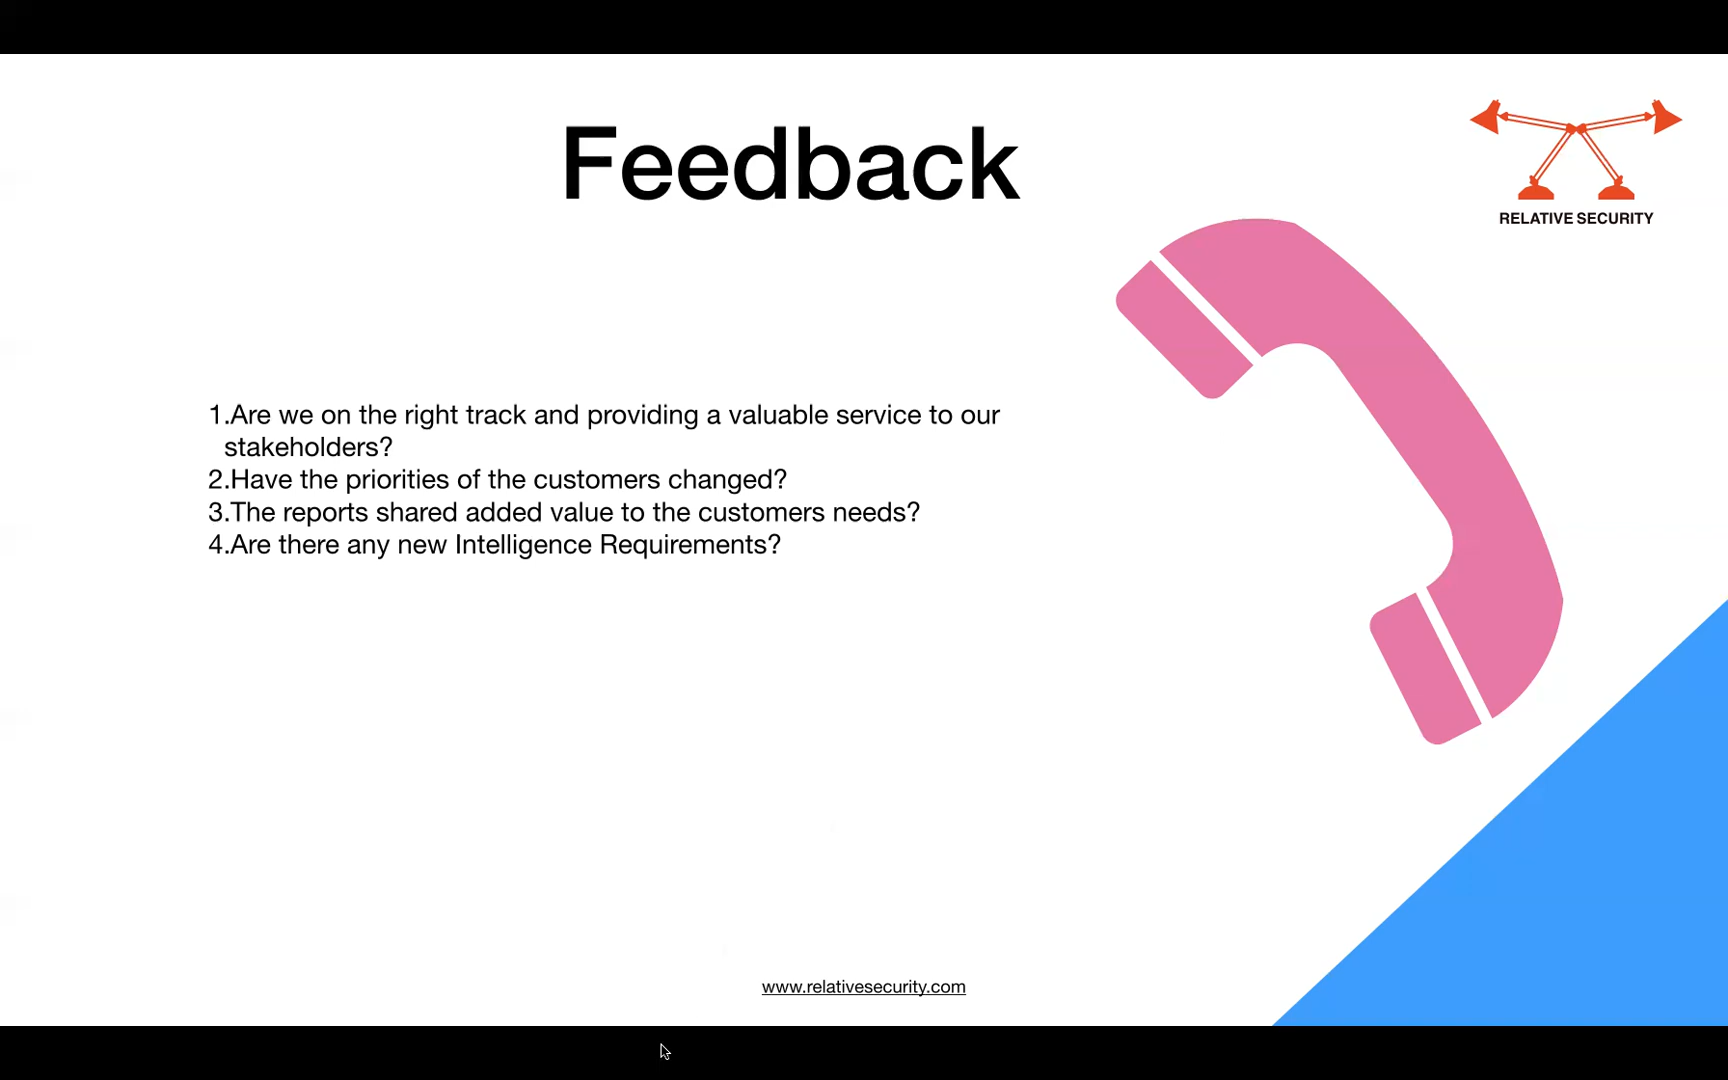 Feedback
RELATIVE SECURITY
1.Are we on the right track and providing a valuable service to our
stakeholders?
2.Have the priorities of the customers changed?
3.The reports shared added value to the customers needs?
4.Are there any new Intelligence Requirements?
www.relativesecurity.com